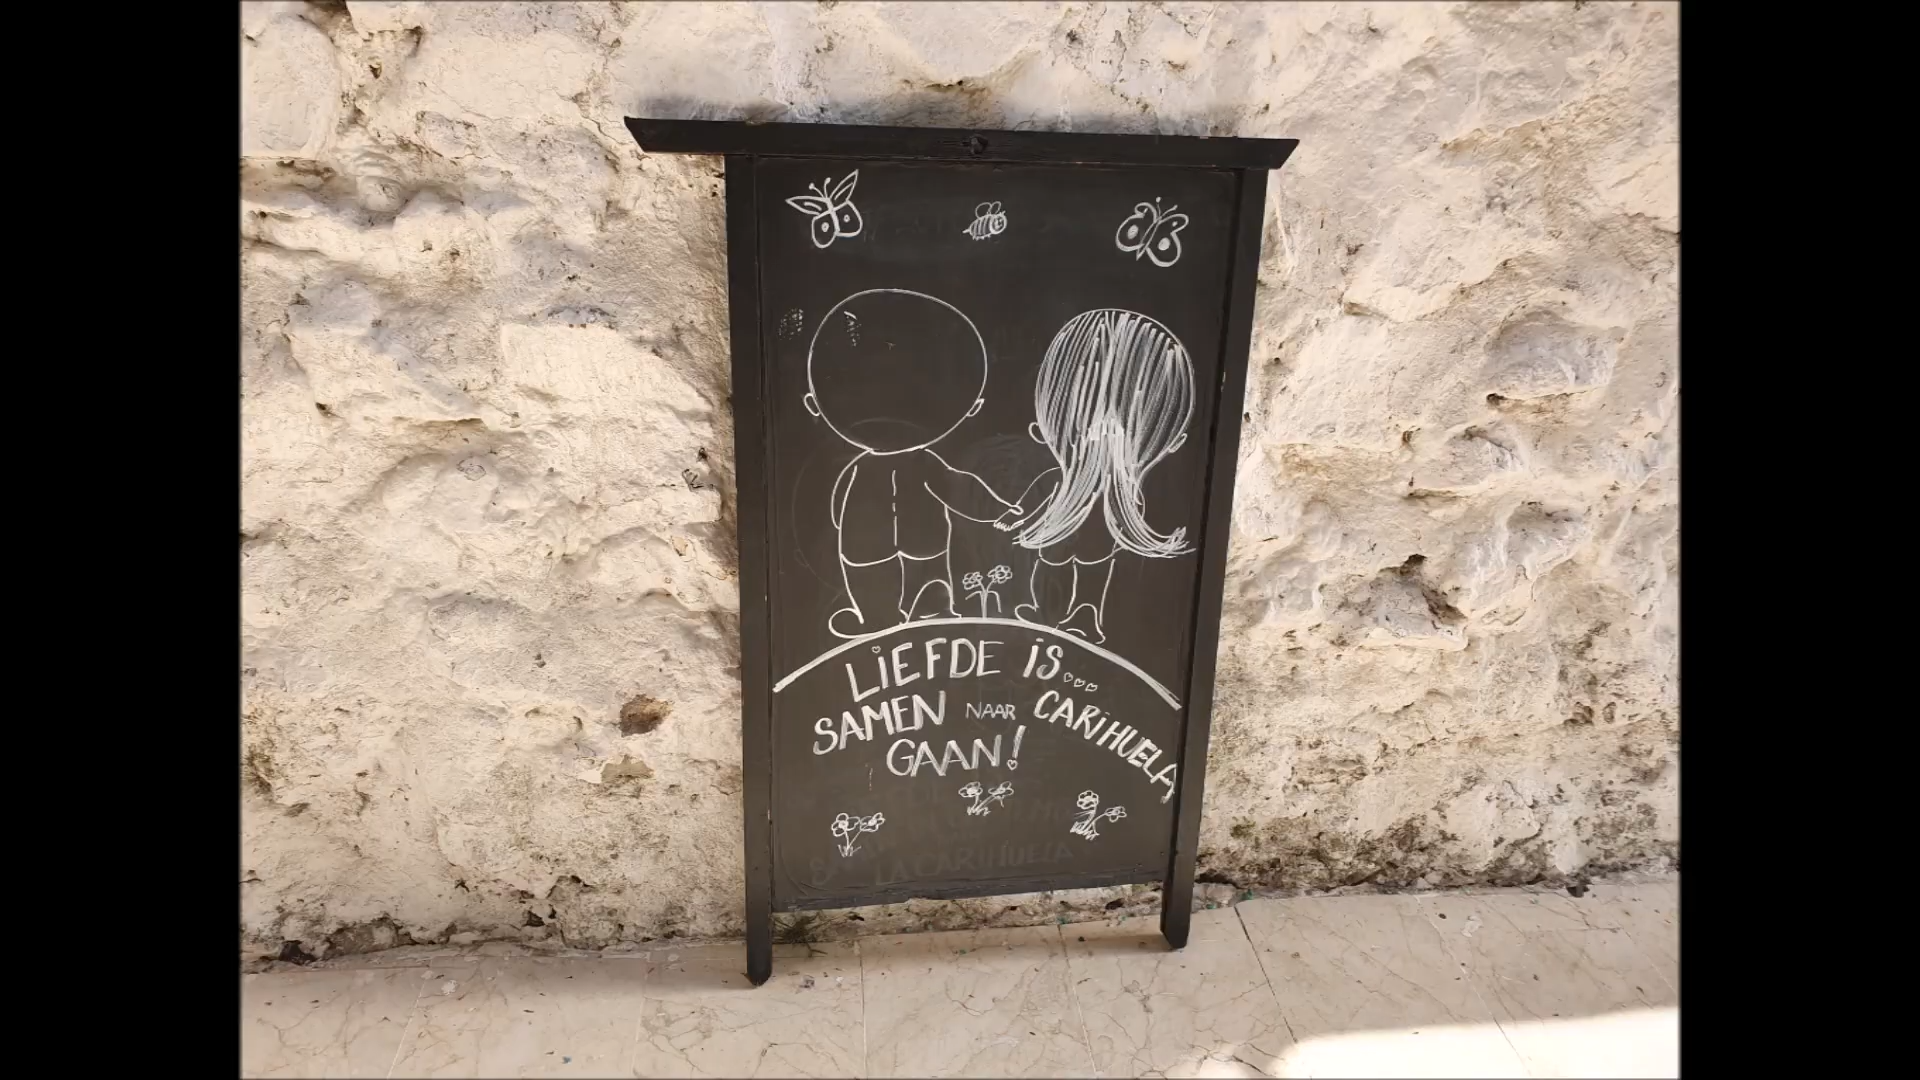 LiEFDE iS...
SAMEN NAAR CARiHUELA
GAAN!
LA CARIHUELA